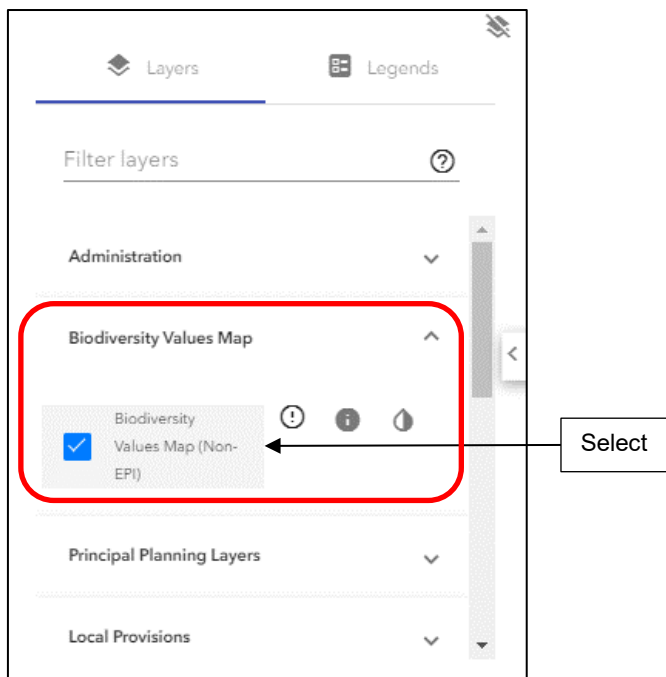 Layers
Legends
Filter layers
Administration
Biodiversity Values Map
Biodiversity
Values Map (Non-
EPI)
Select
Principal Planning Layers
Local Provisions